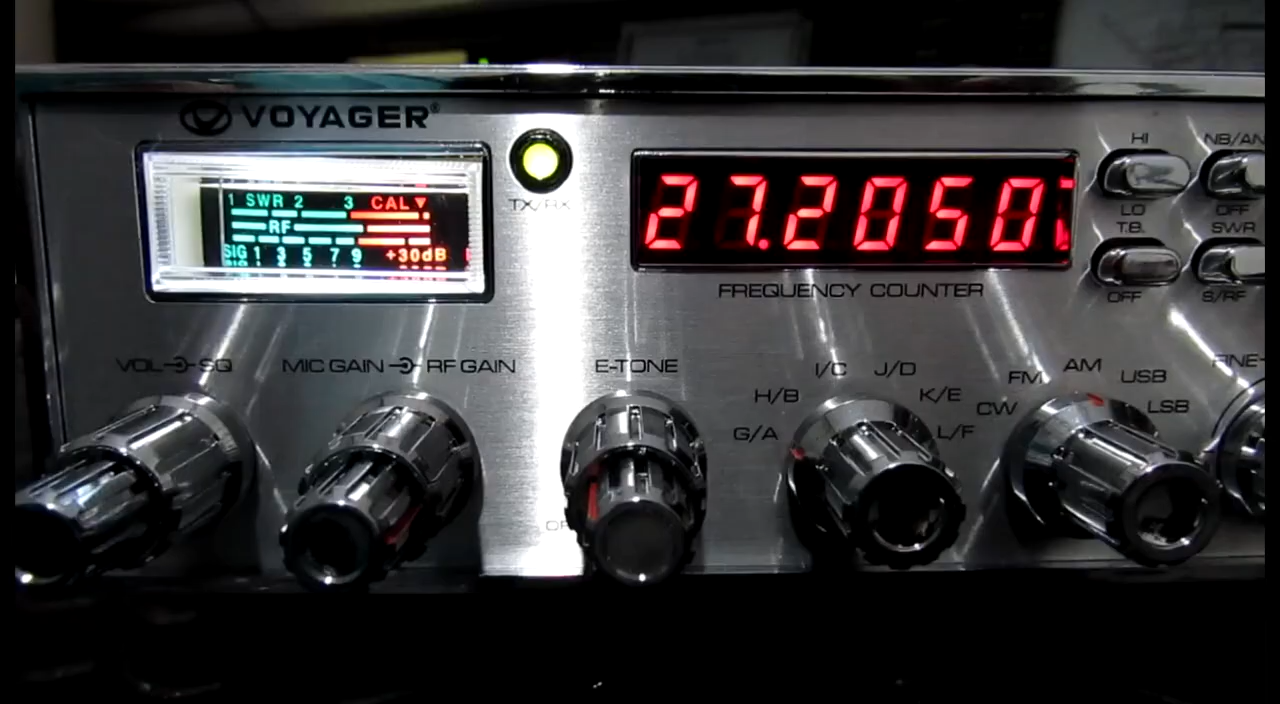 VOYAGER®
1 SWR 2 3 CAL
RF
SIG 1 3 5 7 9 +30dB
TX/RX
27.2050
FREQUENCY COUNTER
HI
LO
T.B.
OFF
NB/AN
OFF
SWR
S/RF
VOL SQ
MIC GAIN RF GAIN
E-TONE
G/A
H/B
I/C
J/D
K/E
L/F
CW
FM
AM
USB
LSB
FINE